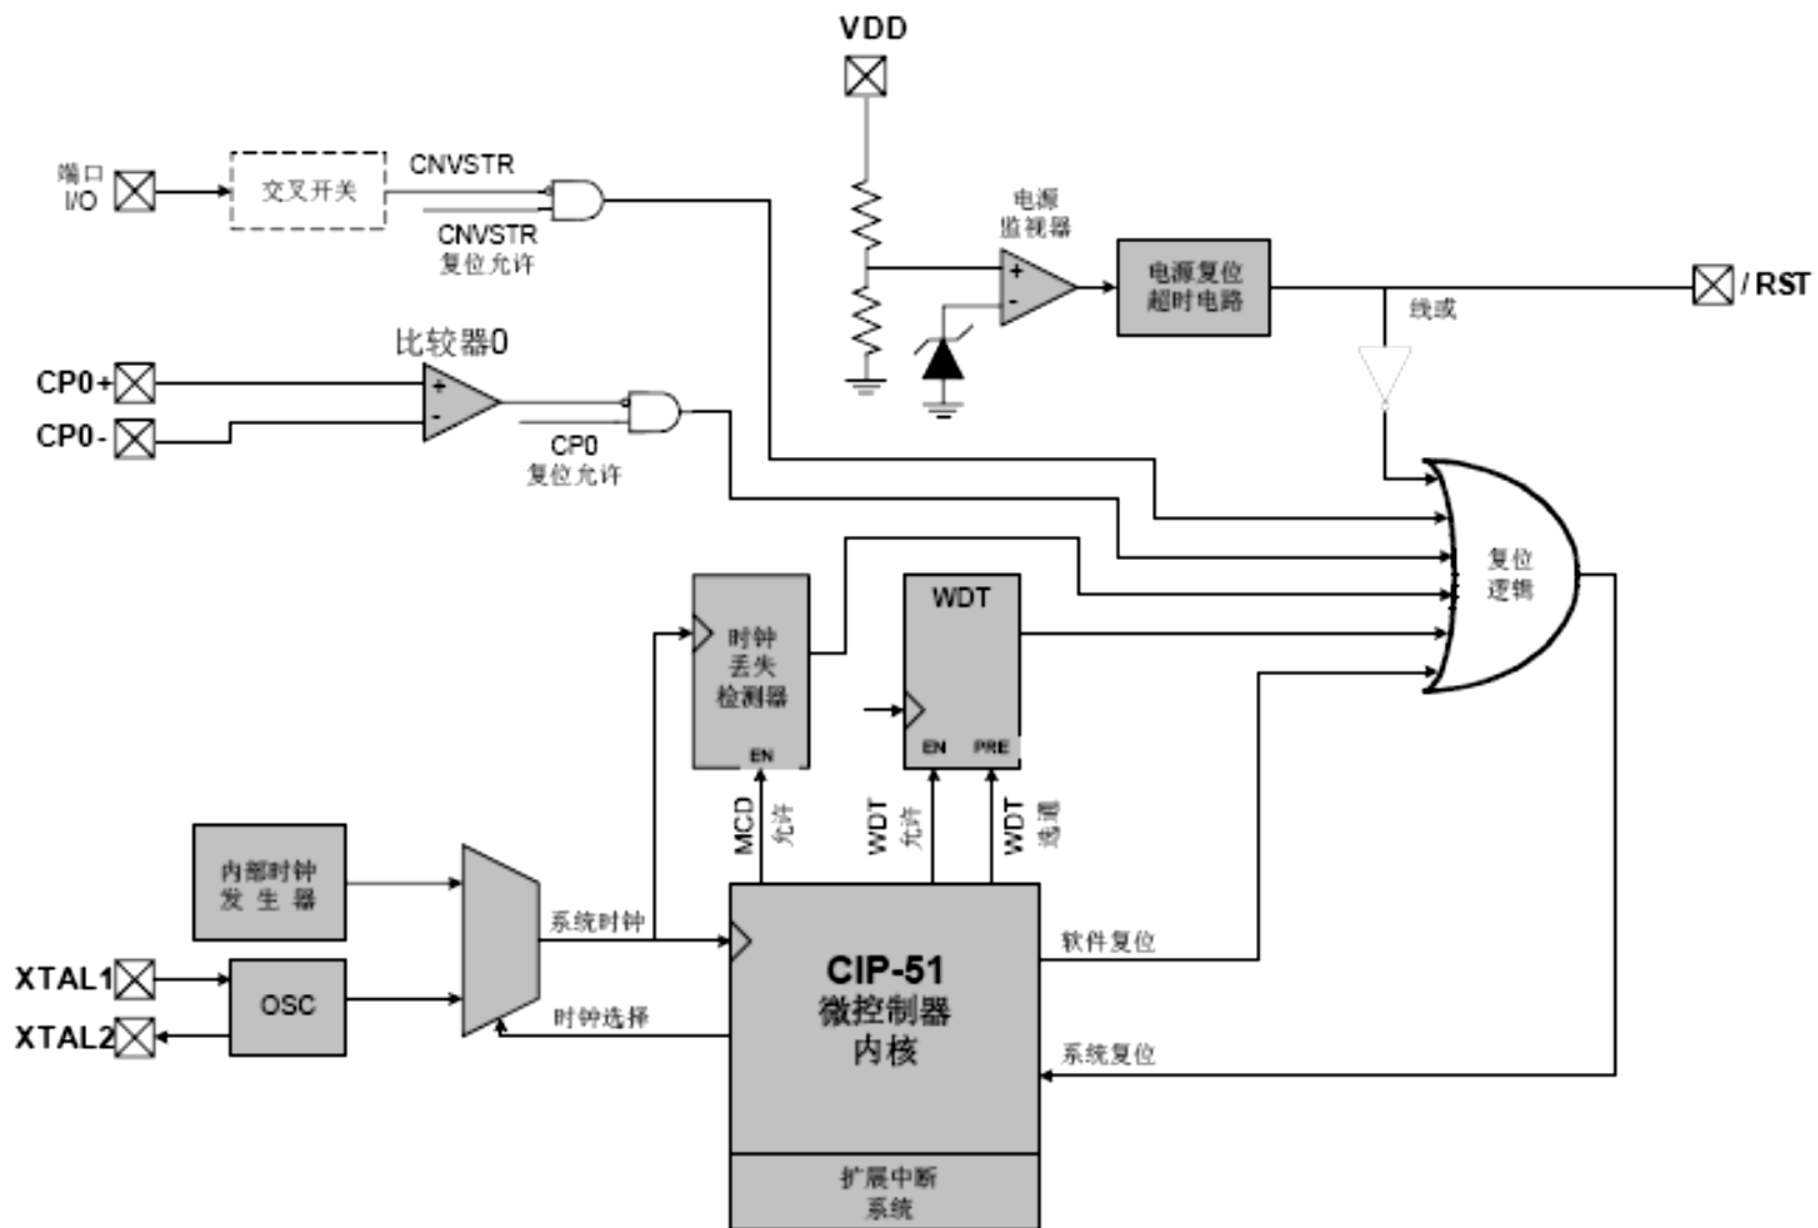 VDD
端口
I/O
交叉开关
CNVSTR
CNVSTR
复位允许
电源
监视器
+
-
电源复位
超时电路
/RST
线或
比较器0
CP0+
CP0-
+
-
CP0
复位允许
复位
逻辑
时钟
丢失
检测器
EN
WDT
EN PRE
MCD
允许
WDT
允许
WDT
选通
内部时钟
发生器
系统时钟
XTAL1
OSC
XTAL2
时钟选择
CIP-51
微控制器
内核
软件复位
系统复位
扩展中断
系统